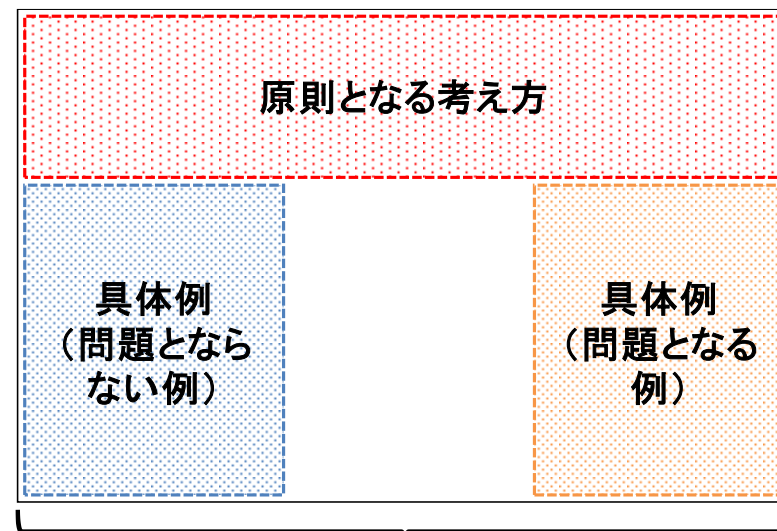 原則となる考え方
具体例
（問題となら
ない例）
具体例
（問題となる
例）